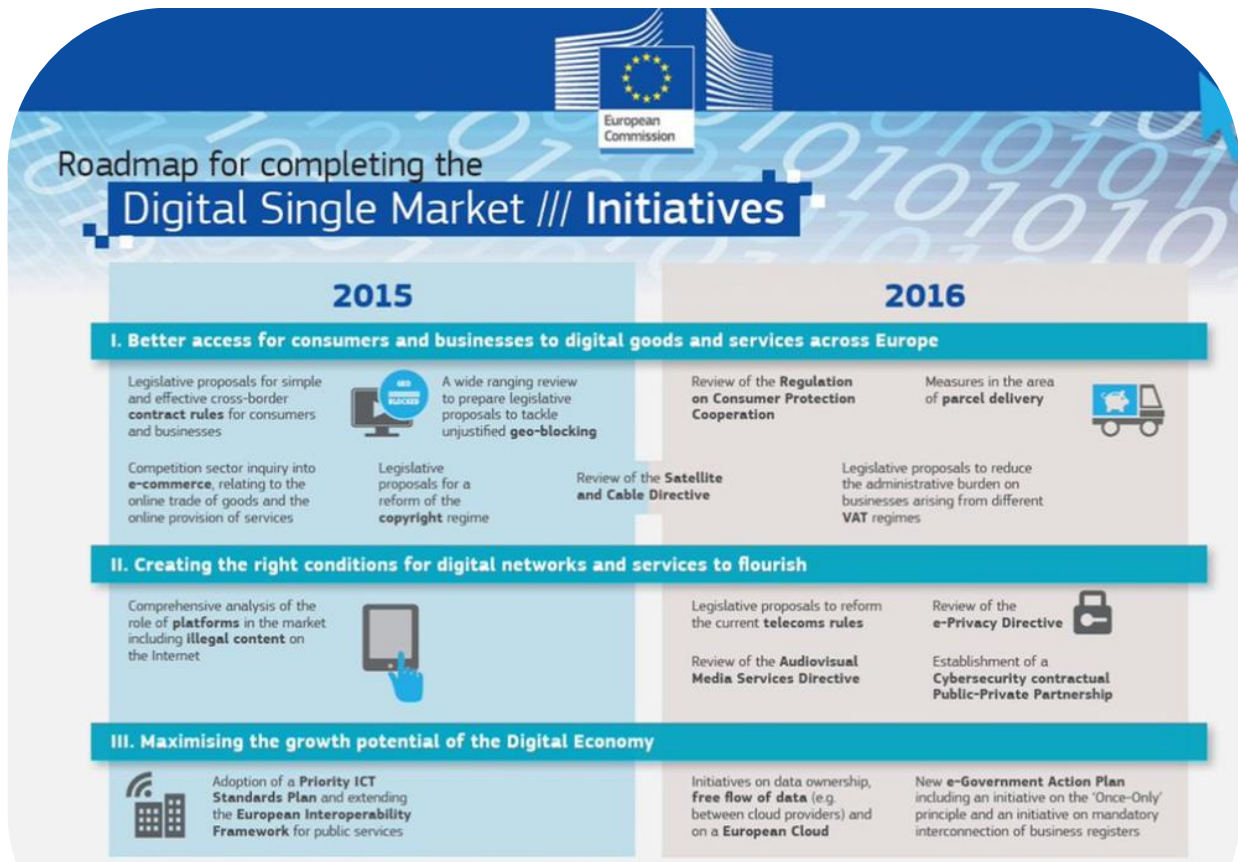 European
Commission
Roadmap for completing the
Digital Single Market /// Initiatives
2015
2016
I. Better access for consumers and businesses to digital goods and services across Europe
Legislative proposals for simple
and effective cross-border
contract rules for consumers
and businesses
GEO
BLOCKED
A wide ranging review
to prepare legislative
proposals to tackle
unjustified geo-blocking
Review of the Regulation
on Consumer Protection
Cooperation
Measures in the area
of parcel delivery
Competition sector inquiry into
e-commerce, relating to the
online trade of goods and the
online provision of services
Legislative
proposals for a
reform of the
copyright regime
Review of the Satellite
and Cable Directive
Legislative proposals to reduce
the administrative burden on
businesses arising from different
VAT regimes
II. Creating the right conditions for digital networks and services to flourish
Comprehensive analysis of the
role of platforms in the market
including illegal content on
the Internet
Legislative proposals to reform
the current telecoms rules
Review of the
e-Privacy Directive
Review of the Audiovisual
Media Services Directive
Establishment of a
Cybersecurity contractual
Public-Private Partnership
III. Maximising the growth potential of the Digital Economy
Adoption of a Priority ICT
Standards Plan and extending
the European Interoperability
Framework for public services
Initiatives on data ownership,
free flow of data (e.g.
between cloud providers) and
on a European Cloud
New e-Government Action Plan
including an initiative on the 'Once-Only'
principle and an initiative on mandatory
interconnection of business registers